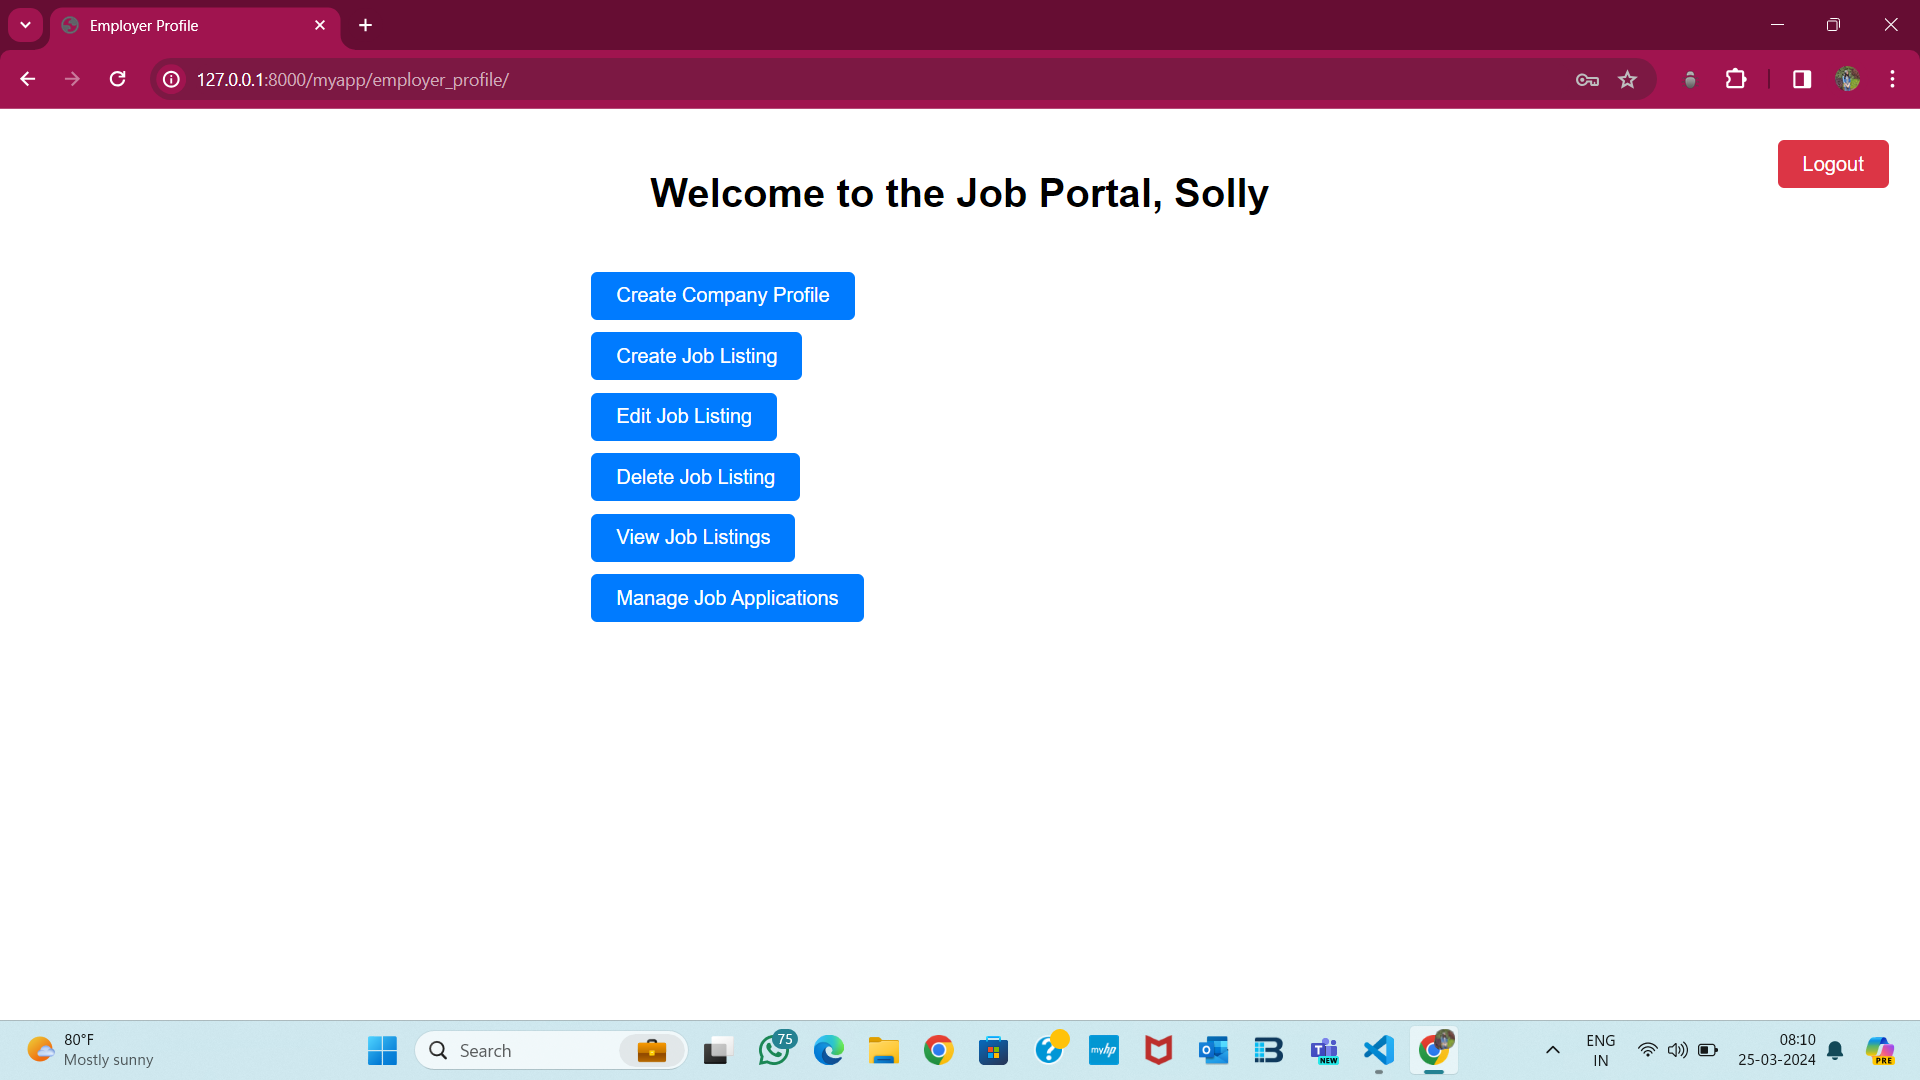 Employer Profile
127.0.0.1:8000/myapp/employer_profile/
Logout
Welcome to the Job Portal, Solly
Create Company Profile
Create Job Listing
Edit Job Listing
Delete Job Listing
View Job Listings
Manage Job Applications
80°F
Mostly sunny
Search
75
myhp
NEW
ENG
IN
08:10
25-03-2024
PRE